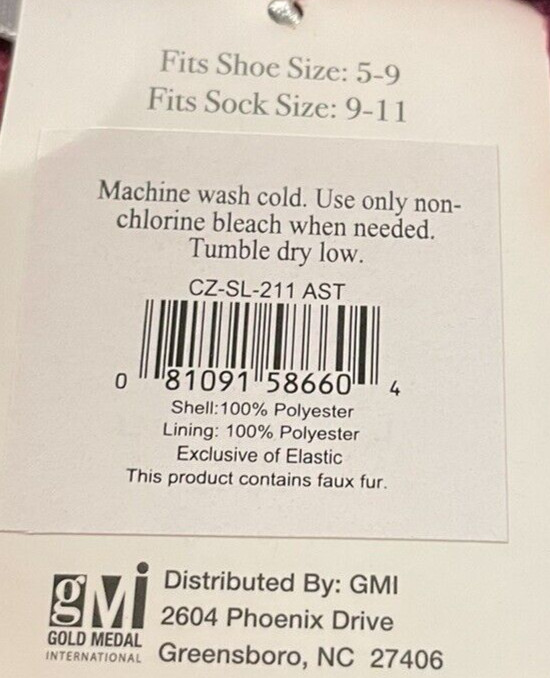 Fits Shoe Size: 5-9
Fits Sock Size: 9-11
Machine wash cold. Use only non-
chlorine bleach when needed.
Tumble dry low.
CZ-SL-211 AST
0 81091 58660 4
Shell:100% Polyester
Lining: 100% Polyester
Exclusive of Elastic
This product contains faux fur.
gMi
GOLD MEDAL
INTERNATIONAL
Distributed By: GMI
2604 Phoenix Drive
Greensboro, NC 27406